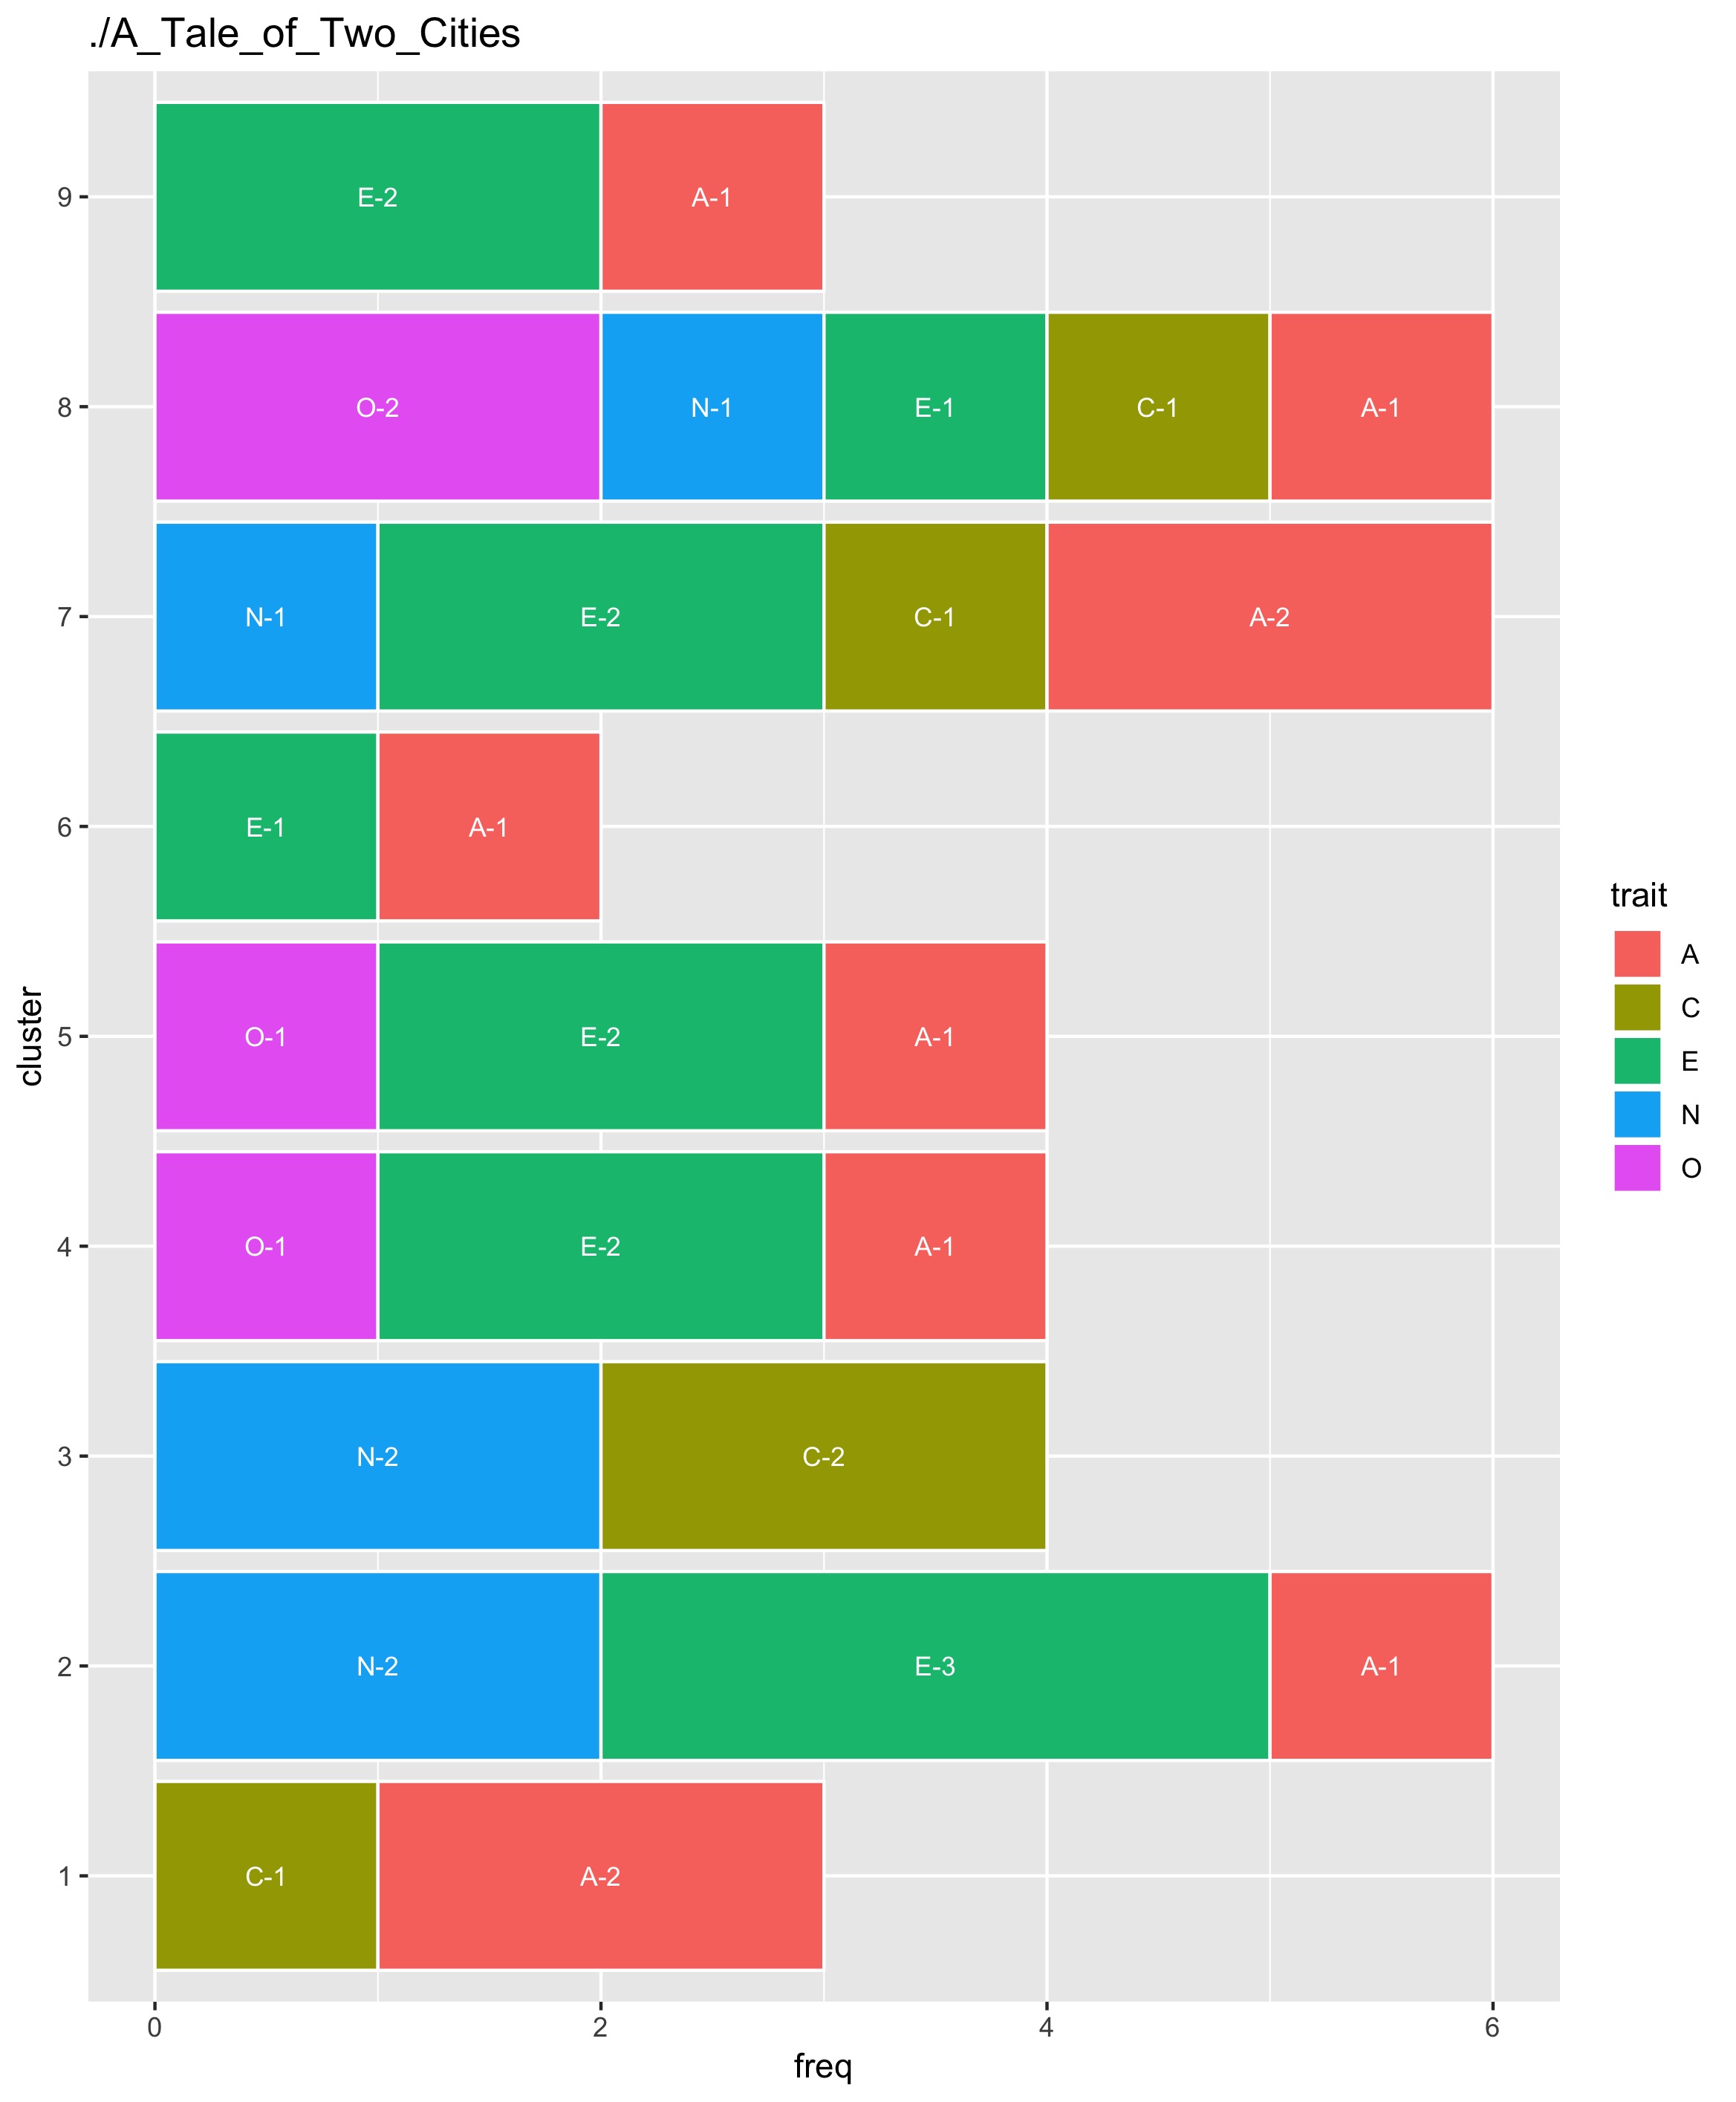 ./A_Tale_of_Two_Cities
9 E-2 A-1
8 O-2 N-1 E-1 C-1 A-1
7 N-1 E-2 C-1 A-2
6 E-1 A-1
5 O-1 E-2 A-1
4 O-1 E-2 A-1
3 N-2 C-2
2 N-2 E-3 A-1
1 C-1 A-2
0 2 4 6
freq
cluster
trait
A
C
E
N
O